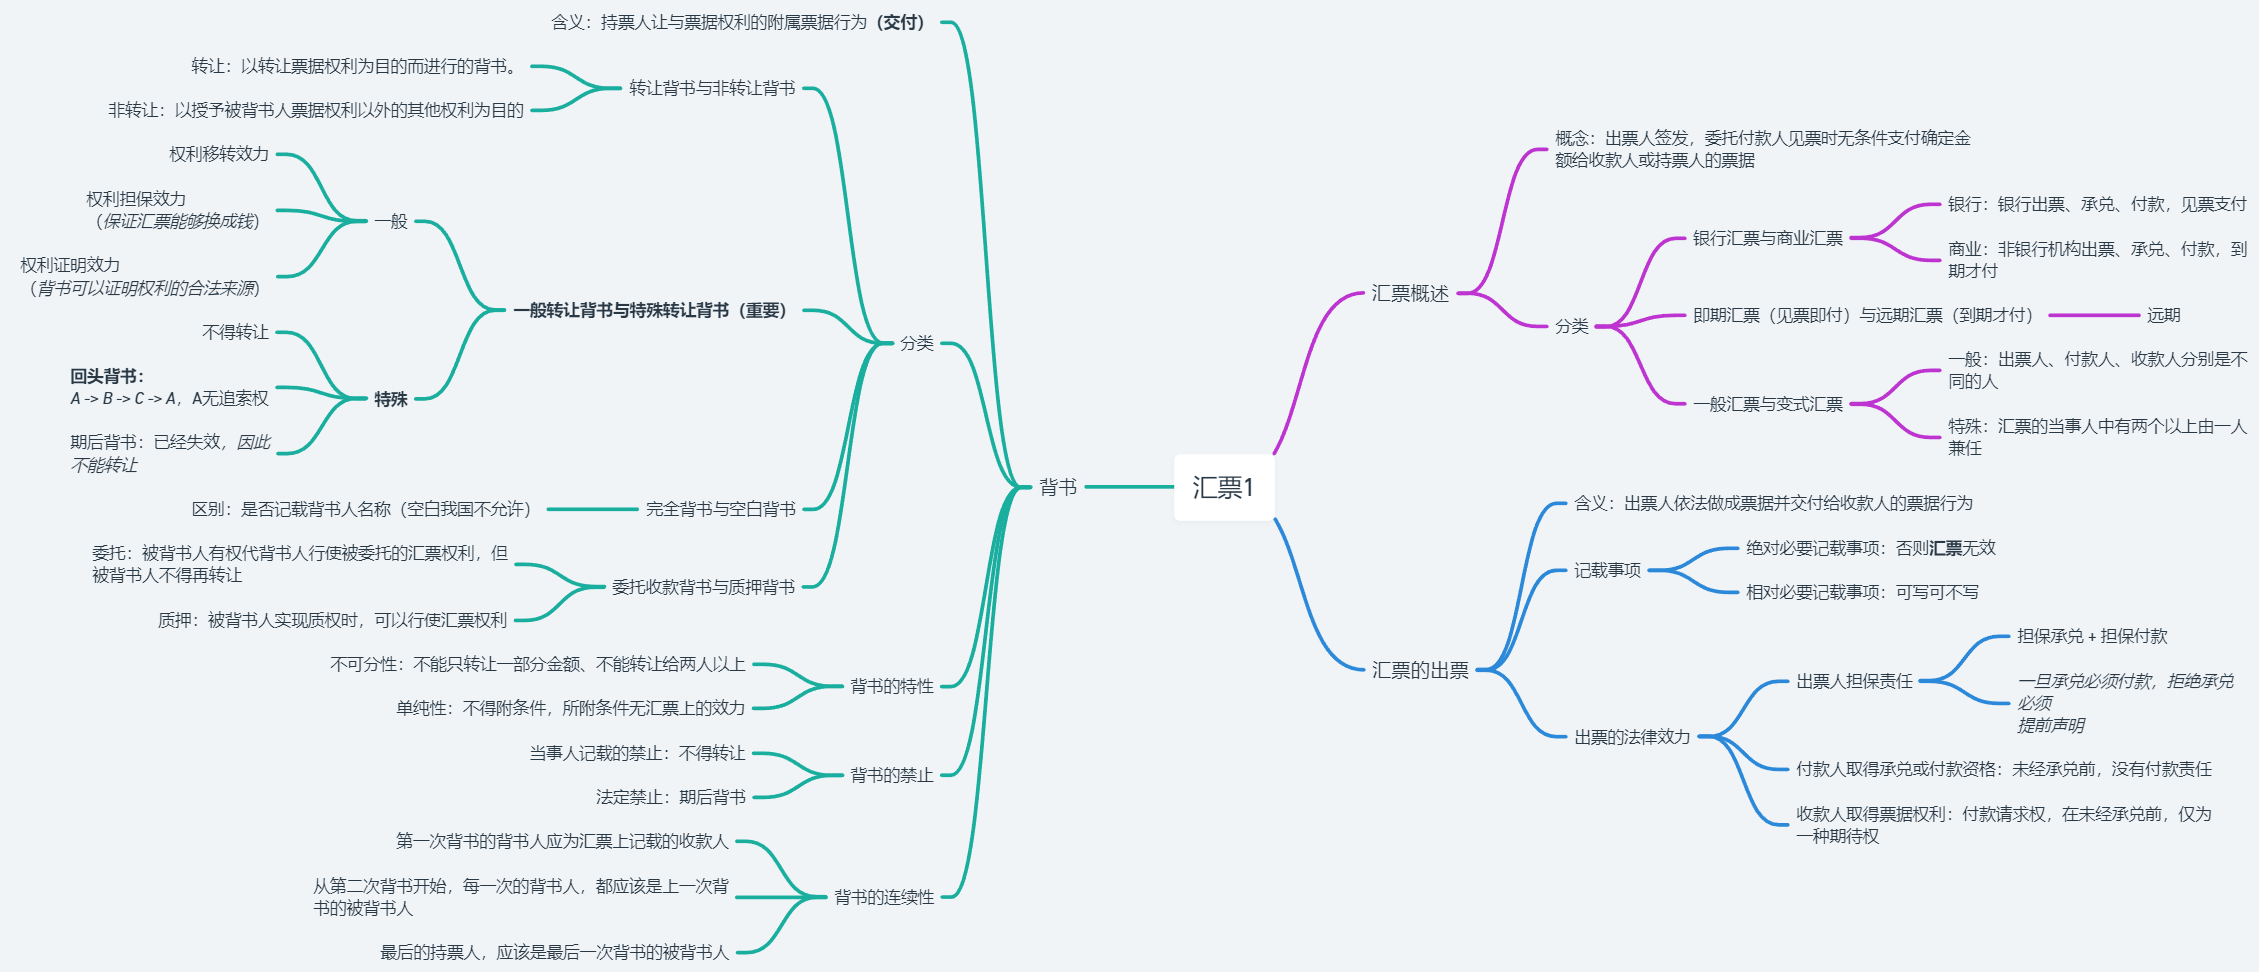 汇票1
汇票概述
概念：出票人签发，委托付款人见票时无条件支付确定金
额给收款人或持票人的票据
分类
银行汇票与商业汇票
银行：银行出票、承兑、付款，见票支付
商业：非银行机构出票、承兑、付款，到
期才付
即期汇票（见票即付）与远期汇票（到期才付）
远期
一般汇票与变式汇票
一般：出票人、付款人、收款人分别是不
同的人
特殊：汇票的当事人中有两个以上由一人
兼任
汇票的出票
含义：出票人依法做成票据并交付给收款人的票据行为
记载事项
绝对必要记载事项：否则汇票无效
相对必要记载事项：可写可不写
出票的法律效力
出票人担保责任
担保承兑 + 担保付款
一旦承兑必须付款，拒绝承兑
必须
提前声明
付款人取得承兑或付款资格：未经承兑前，没有付款责任
收款人取得票据权利：付款请求权，在未经承兑前，仅为
一种期待权
背书
含义：持票人让与票据权利的附属票据行为（交付）
分类
转让背书与非转让背书
转让：以转让票据权利为目的而进行的背书。
非转让：以授予被背书人票据权利以外的其他权利为目的
一般转让背书与特殊转让背书（重要）
一般
权利移转效力
权利担保效力
（保证汇票能够换成钱）
权利证明效力
（背书可以证明权利的合法来源）
特殊
不得转让
回头背书：
A -> B -> C -> A，A无追索权
期后背书：已经失效，因此
不能转让
完全背书与空白背书
区别：是否记载背书人名称（空白我国不允许）
委托收款背书与质押背书
委托：被背书人有权代背书人行使被委托的汇票权利，但
被背书人不得再转让
质押：被背书人实现质权时，可以行使汇票权利
背书的特性
不可分性：不能只转让一部分金额、不能转让给两人以上
单纯性：不得附条件，所附条件无汇票上的效力
背书的禁止
当事人记载的禁止：不得转让
法定禁止：期后背书
背书的连续性
第一次背书的背书人应为汇票上记载的收款人
从第二次背书开始，每一次的背书人，都应该是上一次背
书的被背书人
最后的持票人，应该是最后一次背书的被背书人